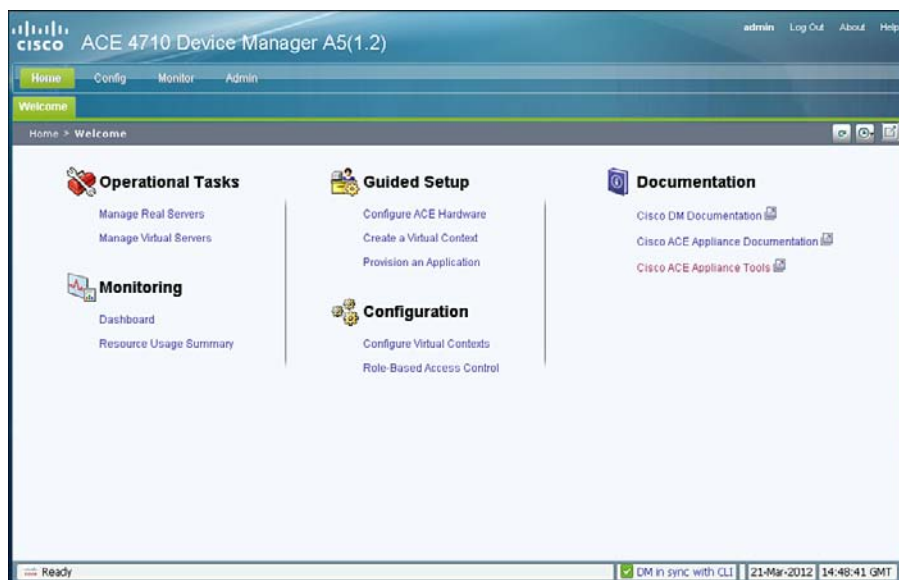 CISCO
ACE 4710 Device Manager A5(1.2)
admin Log Out About Help
Home Config Monitor Admin
Welcome
Home > Welcome
Operational Tasks
Manage Real Servers
Manage Virtual Servers
Monitoring
Dashboard
Resource Usage Summary
Guided Setup
Configure ACE Hardware
Create a Virtual Context
Provision an Application
Configuration
Configure Virtual Contexts
Role-Based Access Control
Documentation
Cisco DM Documentation
Cisco ACE Appliance Documentation
Cisco ACE Appliance Tools
Ready
DM in sync with CLI 21-Mar-2012 14:48:41 GMT